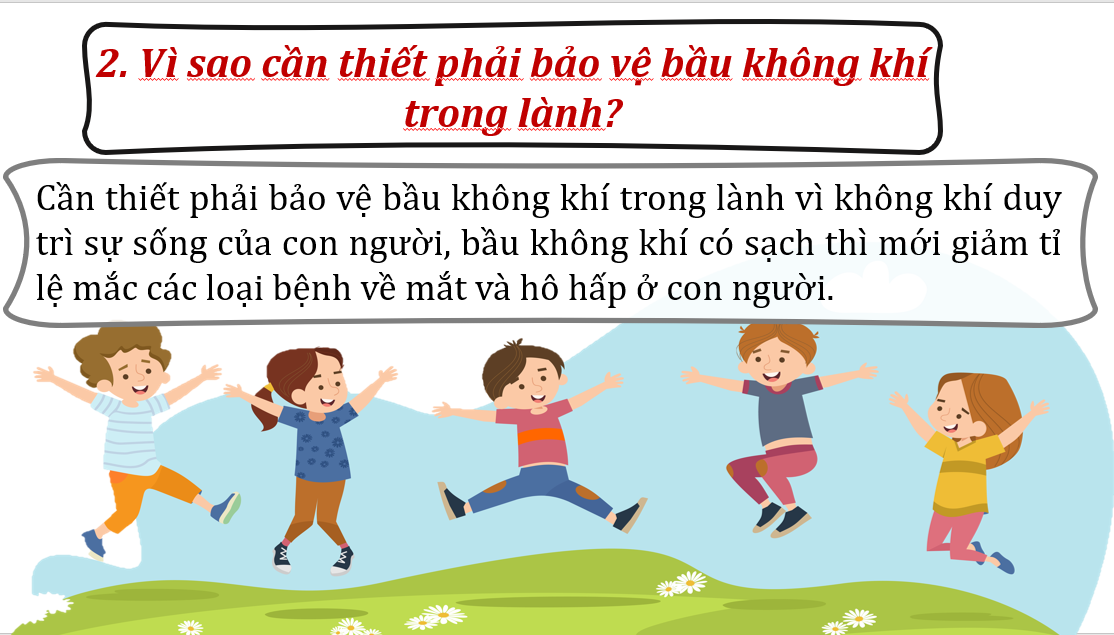 2. Vì sao cần thiết phải bảo vệ bầu không khí
trong lành?
Cần thiết phải bảo vệ bầu không khí trong lành vì không khí duy
trì sự sống của con người, bầu không khí có sạch thì mới giảm tỉ
lệ mắc các loại bệnh về mắt và hô hấp ở con người.